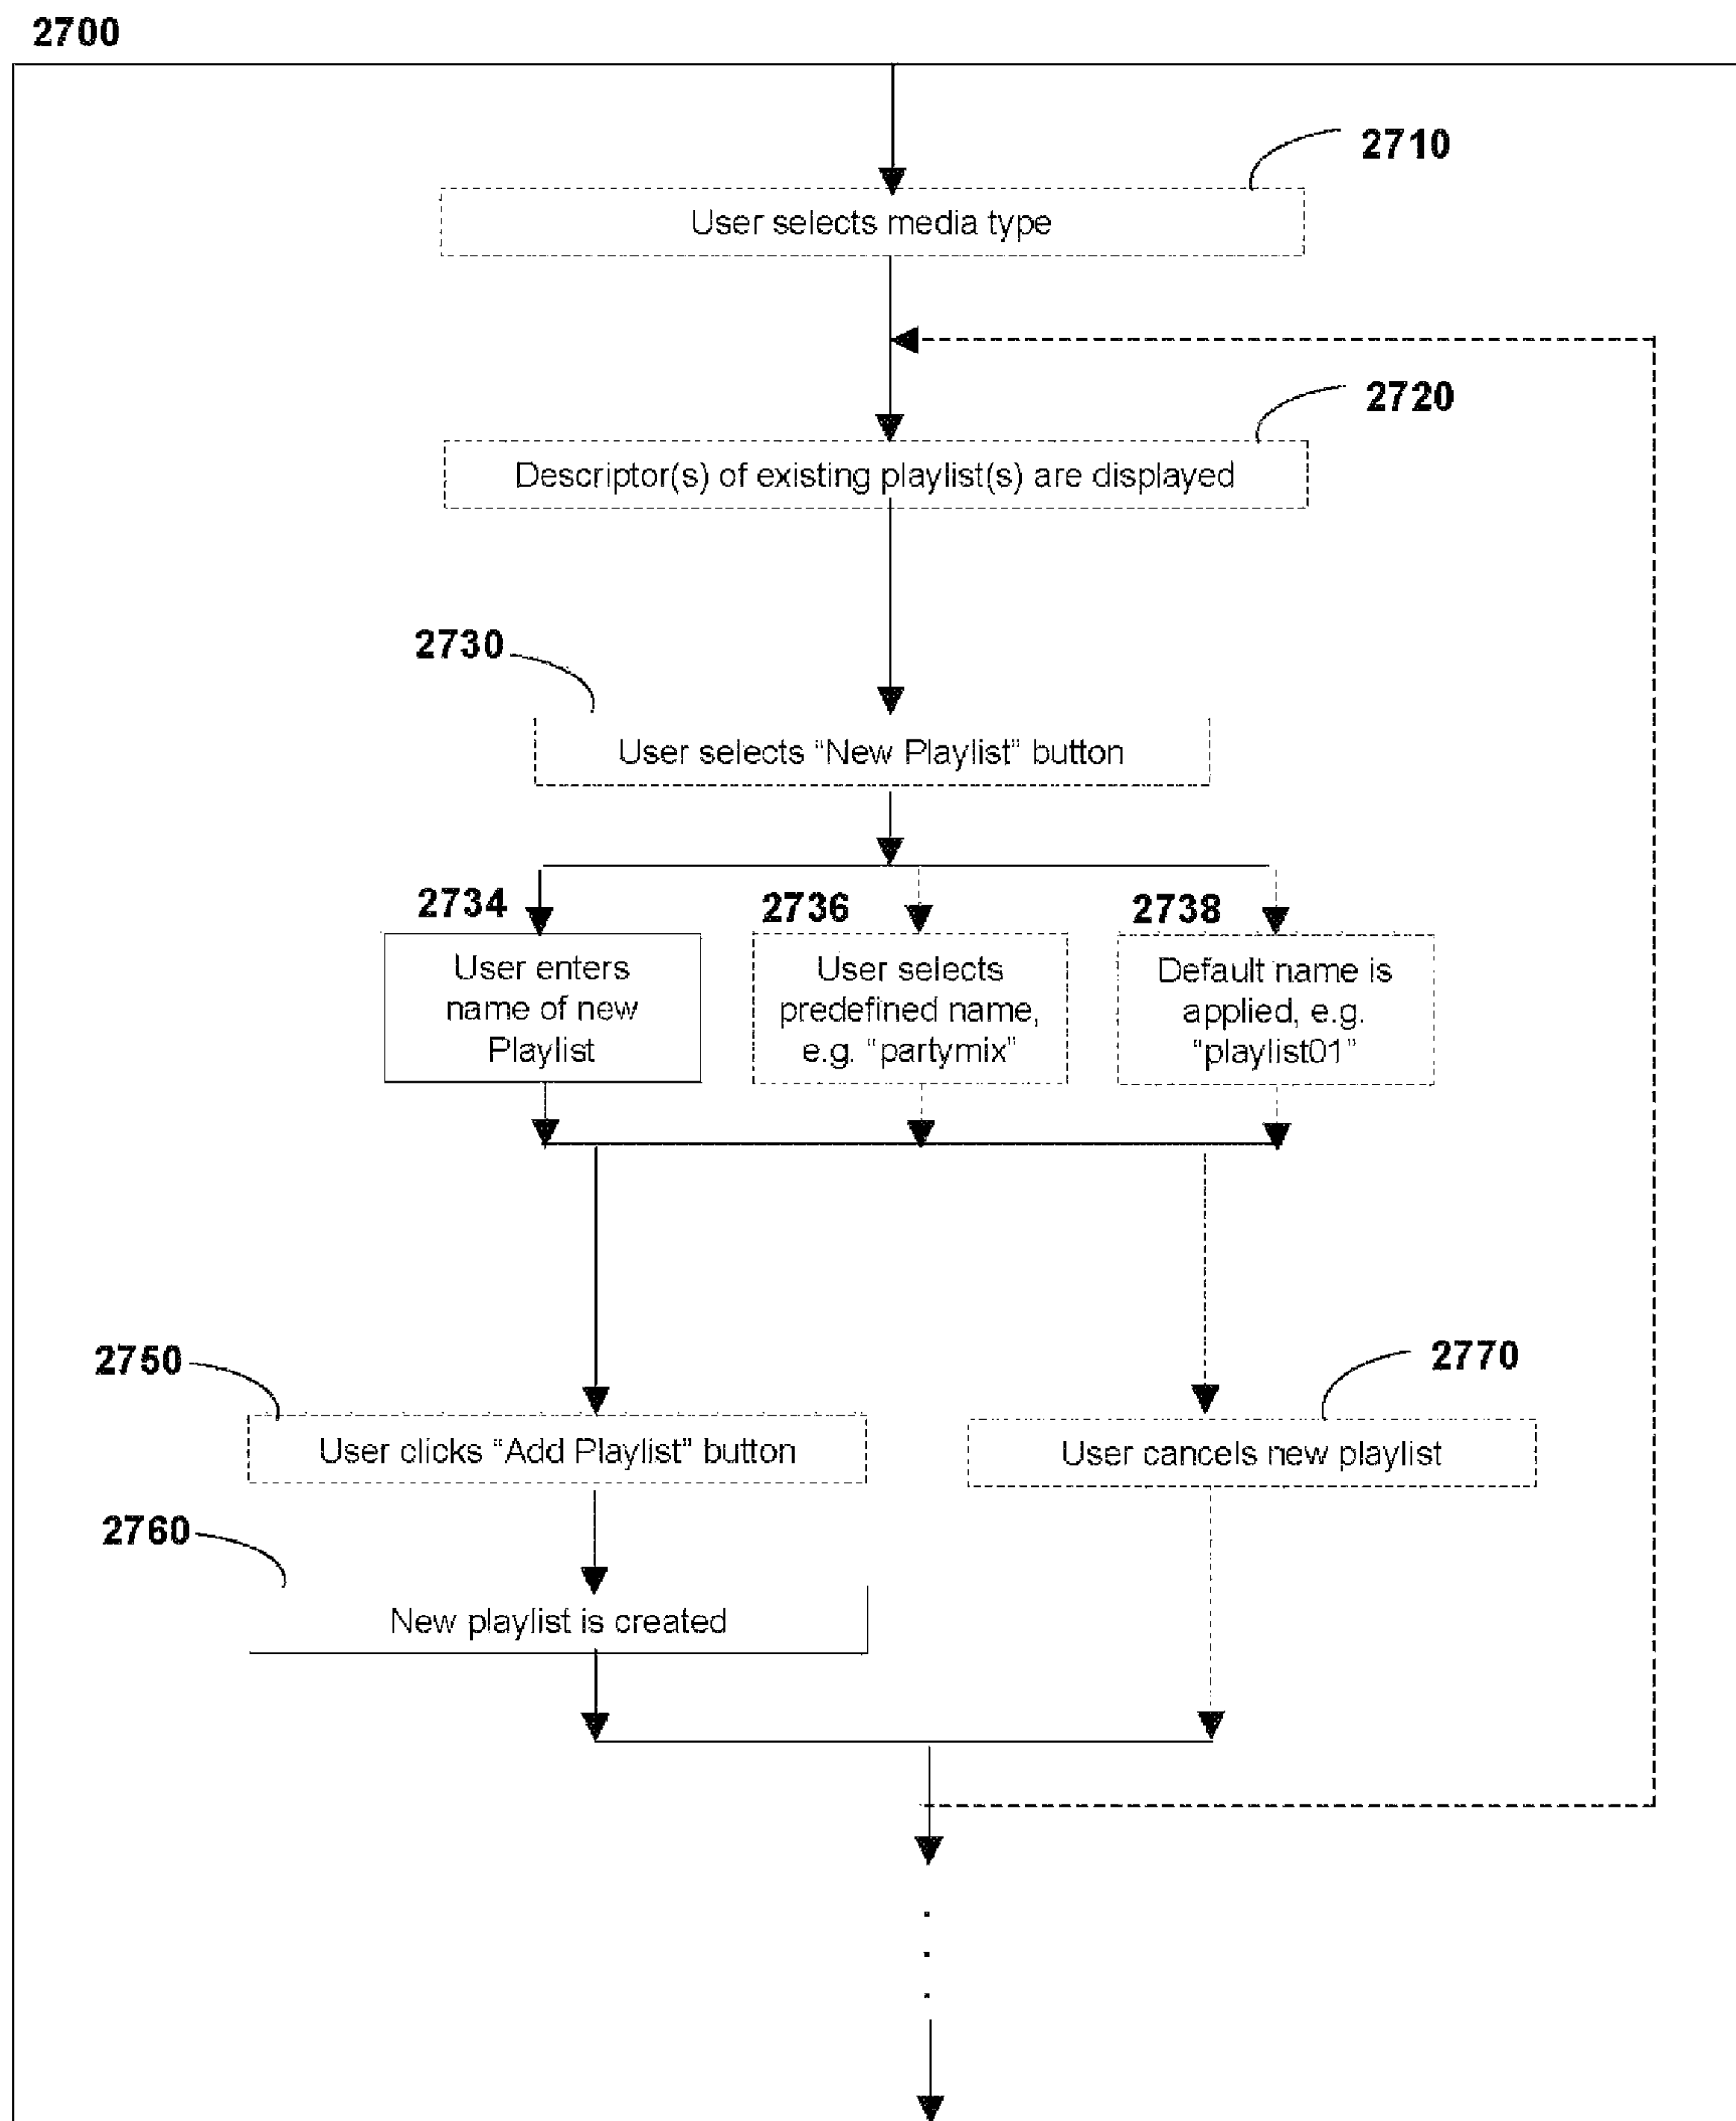 2700
2710
User selects media type
2720
Descriptor(s) of existing playlist(s) are displayed
2730
User selects “New Playlist” button
2734
2736
2738
User enters
name of new
Playlist
User selects
predefined name,
e.g. “partymix”
Default name is
applied, e.g.
“playlist01”
2750
2770
User clicks “Add Playlist” button
User cancels new playlist
2760
New playlist is created